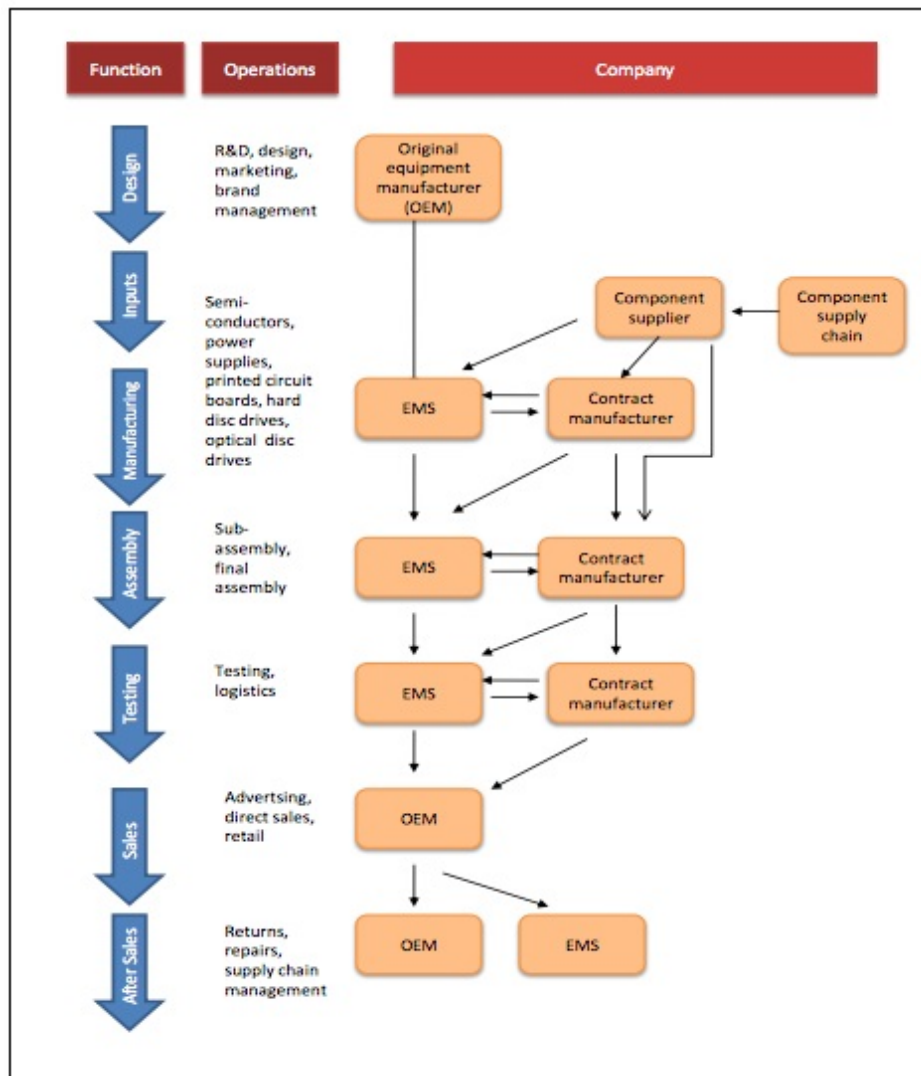 Function
Operations
Company
Design
R&D, design,
marketing,
brand
management
Original
equipment
manufacturer
(OEM)
Inputs
Component
supplier
Component
supply
chain
Semi-
conductors,
power
supplies,
printed circuit
boards, hard
disc drives,
optical disc
drives
Manufacturing
EMS
Contract
manufacturer
Assembly
Sub-
assembly,
final
assembly
EMS
Contract
manufacturer
Testing
Testing,
logistics
EMS
Contract
manufacturer
Sales
Advertsing,
direct sales,
retail
OEM
After Sales
Returns,
repairs,
supply chain
management
OEM
EMS